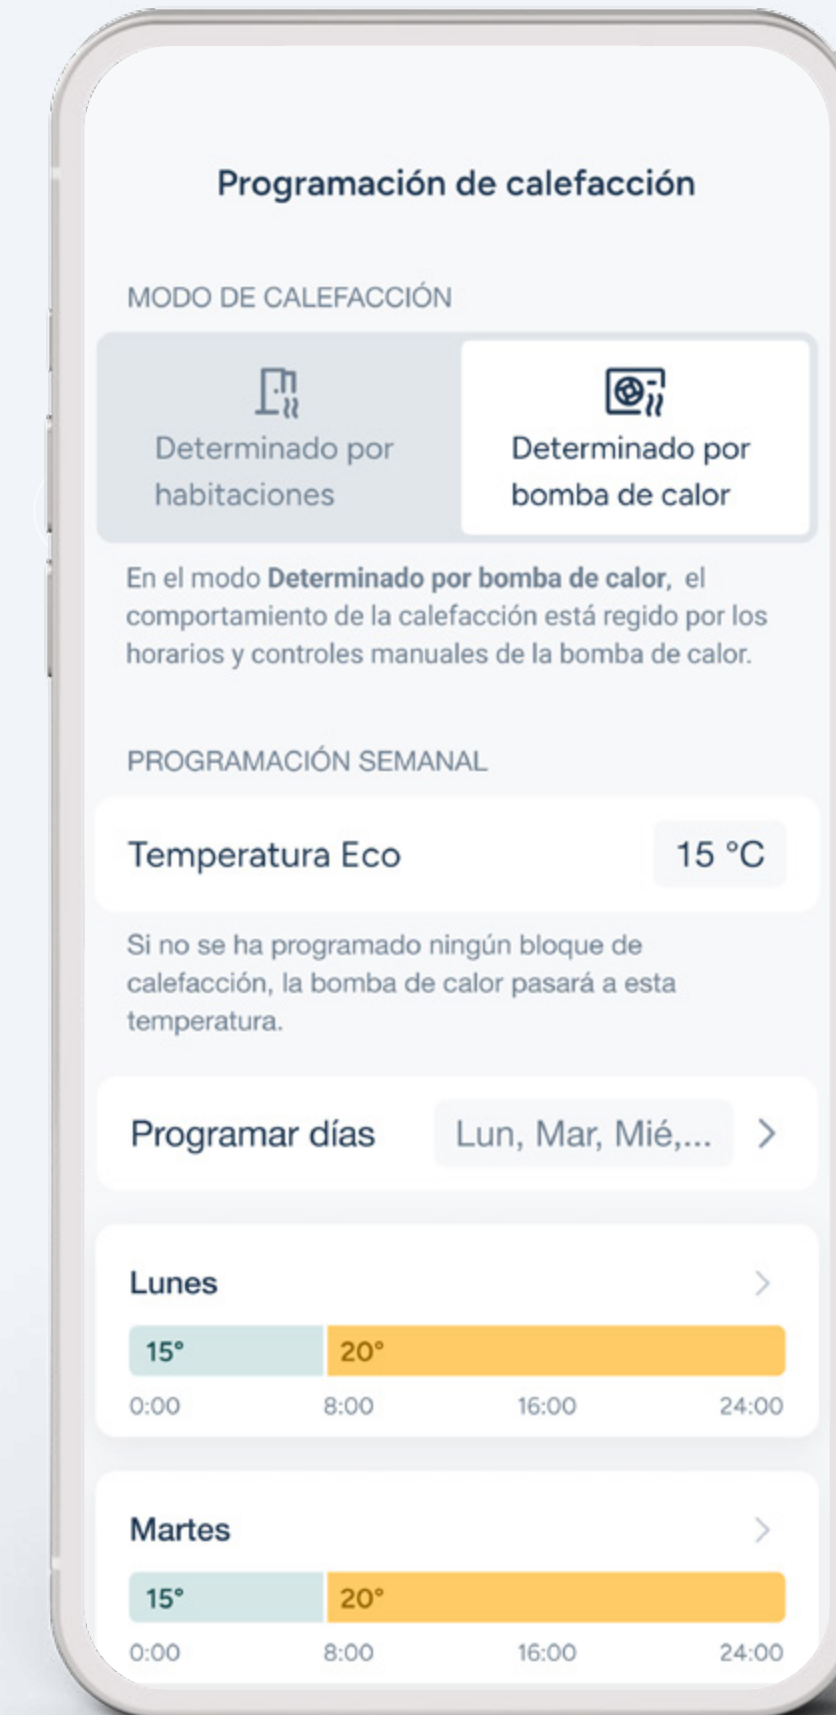 Programación de calefacción
MODO DE CALEFACCIÓN
Determinado por
habitaciones
Determinado por
bomba de calor
En el modo Determinado por bomba de calor, el
comportamiento de la calefacción está regido por los
horarios y controles manuales de la bomba de calor.
PROGRAMACIÓN SEMANAL
Temperatura Eco 15 °C
Si no se ha programado ningún bloque de
calefacción, la bomba de calor pasará a esta
temperatura.
Programar días Lun, Mar, Mié,...
Lunes
15° 20°
0:00 8:00 16:00 24:00
Martes
15° 20°
0:00 8:00 16:00 24:00